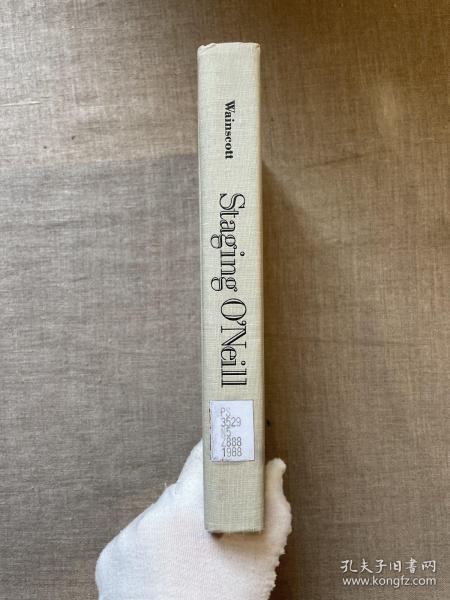 Wainscott
Staging O'Neill
PS
3529
N5
Z888
1988
孔夫子旧书网
www.kongfz.com